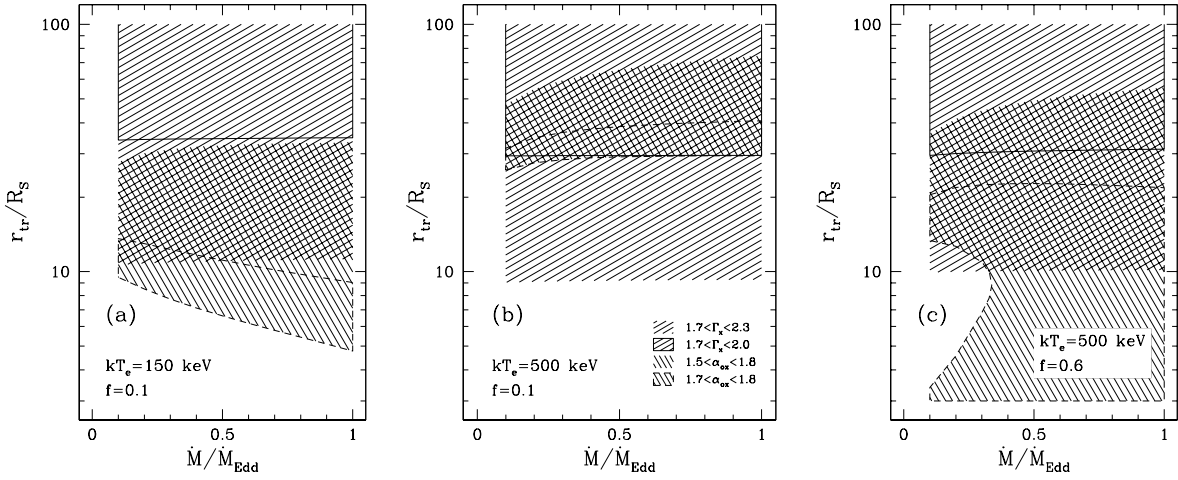 100
10
r_tr/R_S
(a)
kT_e=150 keV
f=0.1
0
0.5
1
Ṁ/Ṁ_Edd
100
10
r_tr/R_S
(b)
kT_e=500 keV
f=0.1
1.7<Γ_x<2.3
1.7<Γ_x<2.0
1.5<α_ox<1.8
1.7<α_ox<1.8
0
0.5
1
Ṁ/Ṁ_Edd
100
10
r_tr/R_S
(c)
kT_e=500 keV
f=0.6
0
0.5
1
Ṁ/Ṁ_Edd